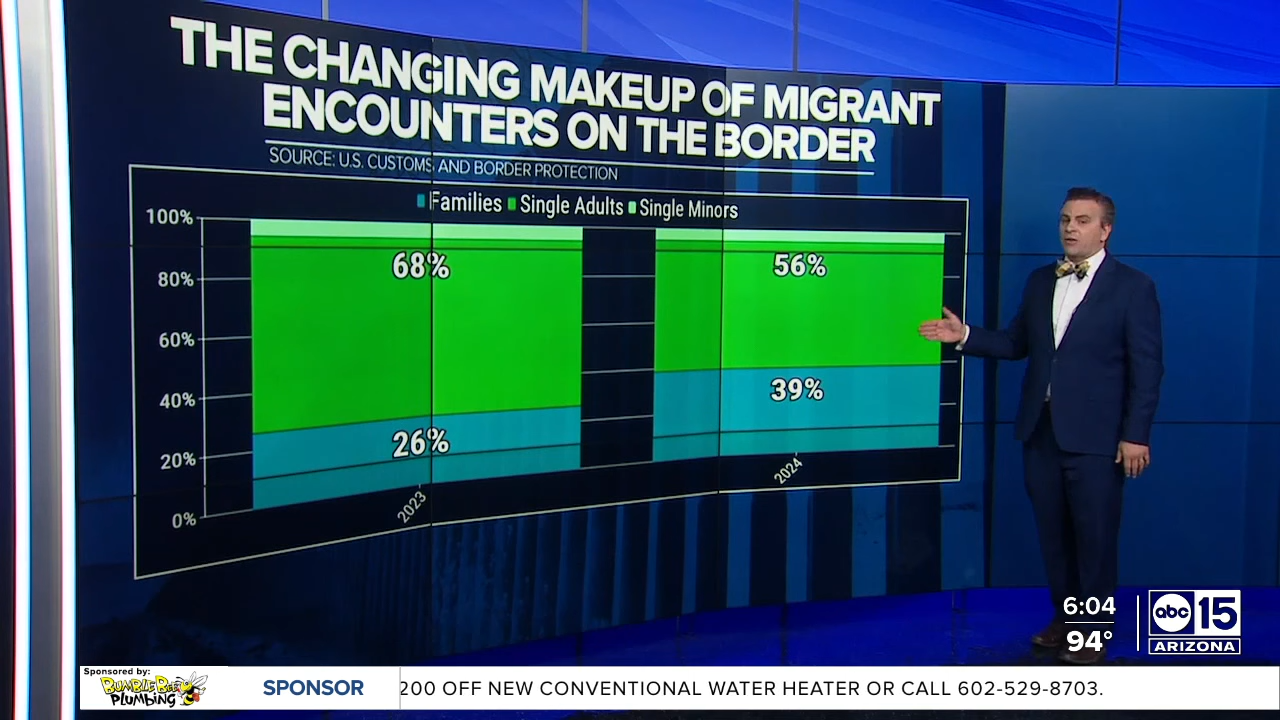 THE CHANGING MAKEUP OF MIGRANT
ENCOUNTERS ON THE BORDER
SOURCE: U.S. CUSTOMS AND BORDER PROTECTION
Families Single Adults Single Minors
100%
80%
60%
40%
20%
0%
68%
26%
2023
56%
39%
2024
6:04
94°
abc 15
ARIZONA
Sponsored by:
BUMBLE BEE
PLUMBING
SPONSOR
200 OFF NEW CONVENTIONAL WATER HEATER OR CALL 602-529-8703.